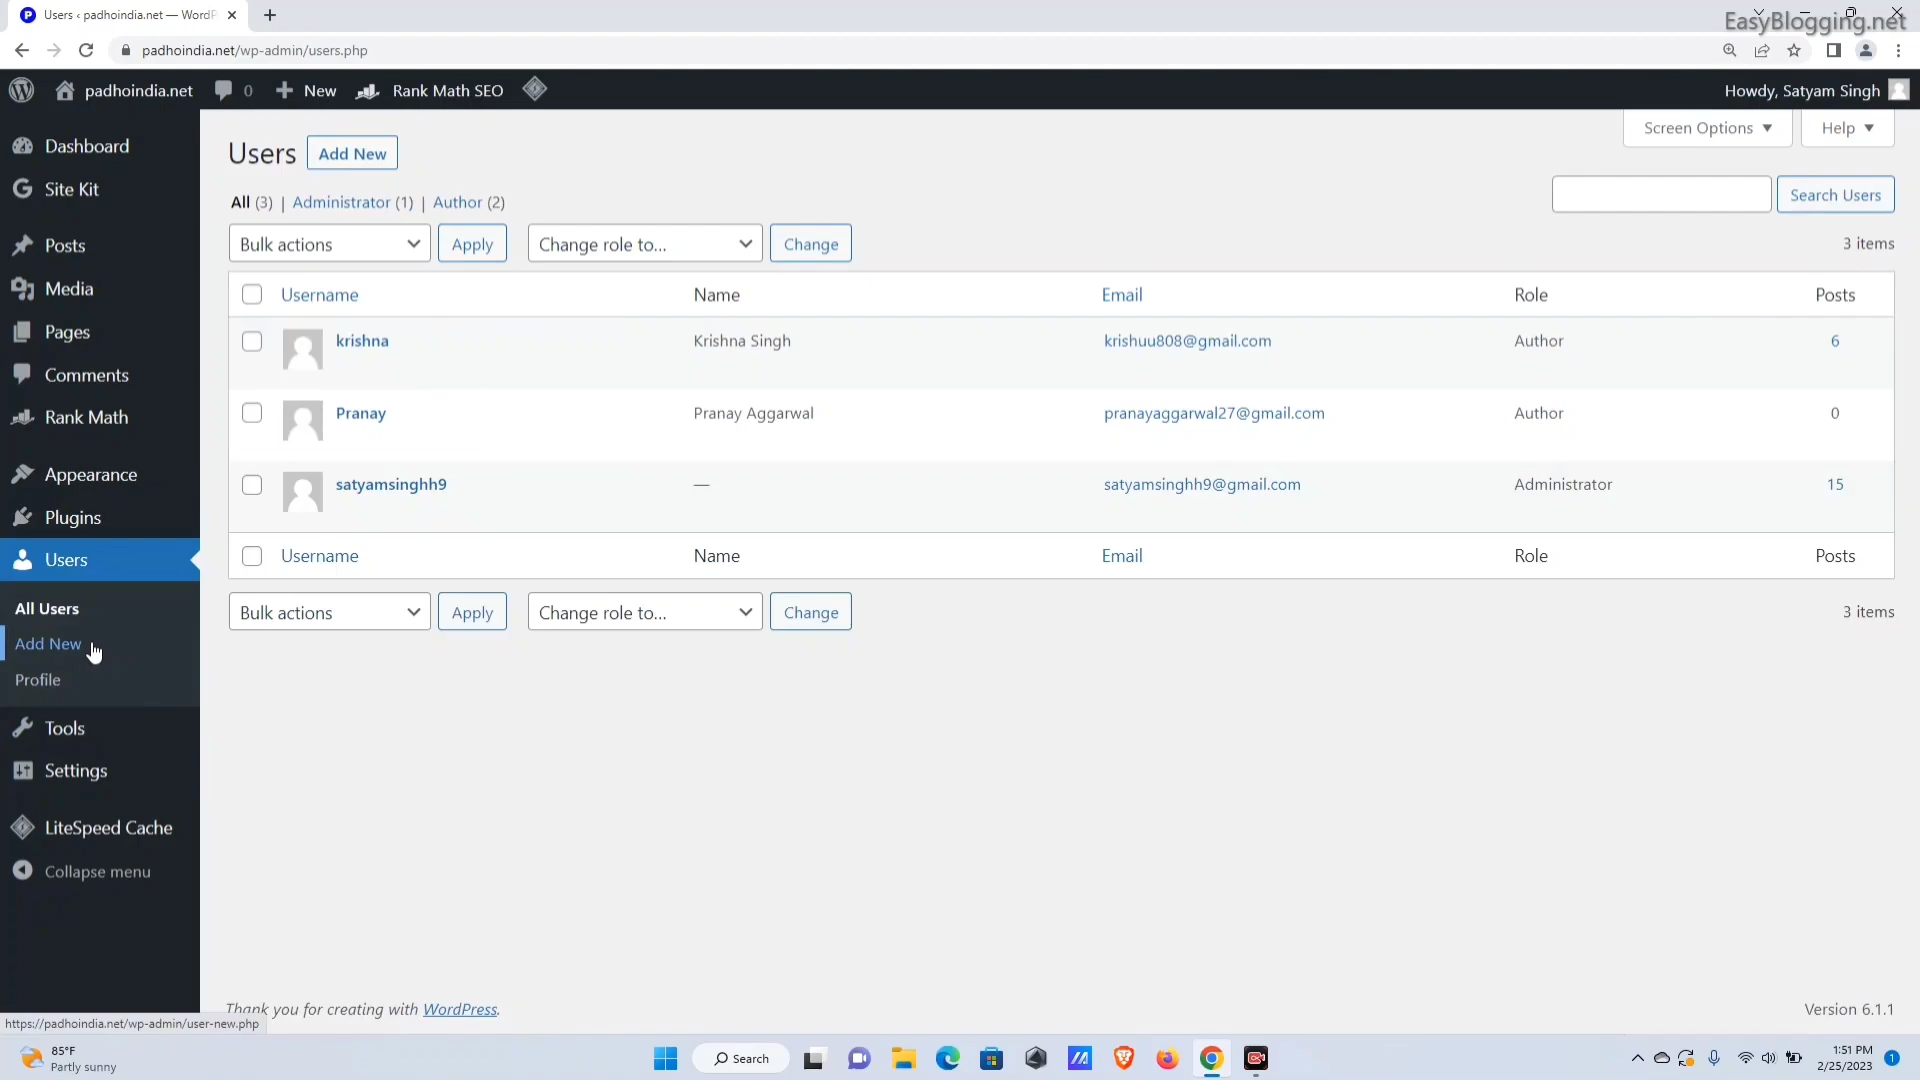 Users ‹ padhoindia.net — WordP
EasyBlogging.net
padhoindia.net/wp-admin/users.php
padhoindia.net 0 New Rank Math SEO
Howdy, Satyam Singh
Dashboard
Site Kit
Posts
Media
Pages
Comments
Rank Math
Appearance
Plugins
Users
All Users
Add New
Profile
Tools
Settings
LiteSpeed Cache
Collapse menu
Screen Options ▼ Help ▼
Users Add New
All (3) | Administrator (1) | Author (2)
Search Users
Bulk actions Apply Change role to... Change 3 items
Username Name Email Role Posts
krishna Krishna Singh krishuu808@gmail.com Author 6
Pranay Pranay Aggarwal pranayaggarwal27@gmail.com Author 0
satyamsinghh9 — satyamsinghh9@gmail.com Administrator 15
Username Name Email Role Posts
Bulk actions Apply Change role to... Change 3 items
Thank you for creating with WordPress. Version 6.1.1
https://padhoindia.net/wp-admin/user-new.php
85°F
Partly sunny
Search
1:51 PM
2/25/2023
1